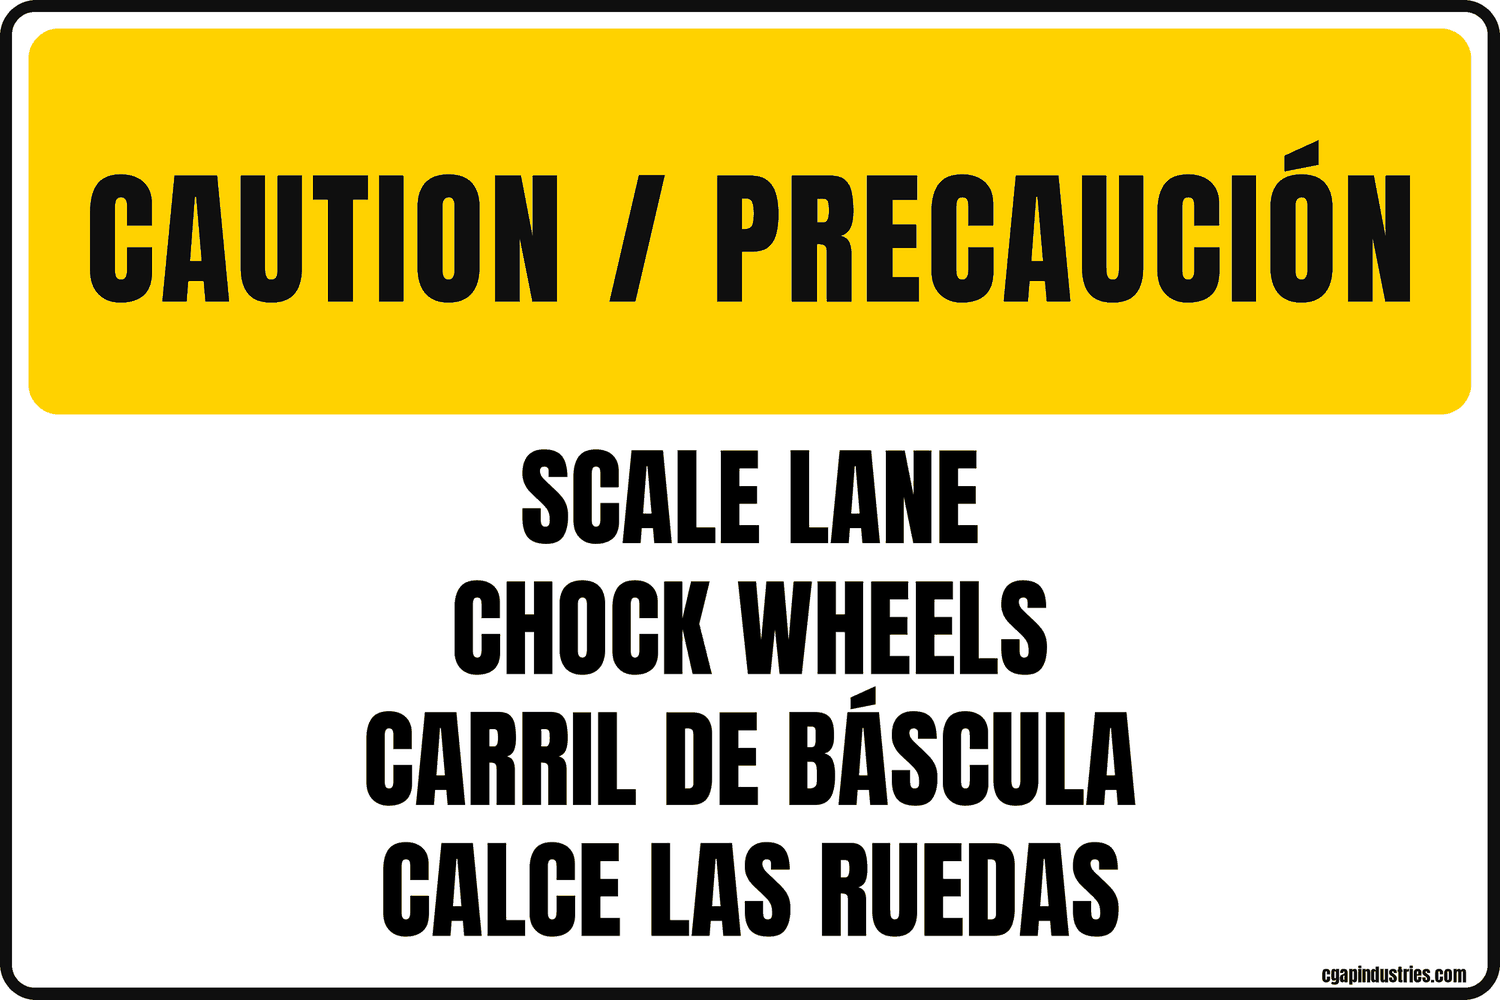 CAUTION / PRECAUCIÓN
SCALE LANE
CHOCK WHEELS
CARRIL DE BÁSCULA
CALCE LAS RUEDAS
cgapindustries.com